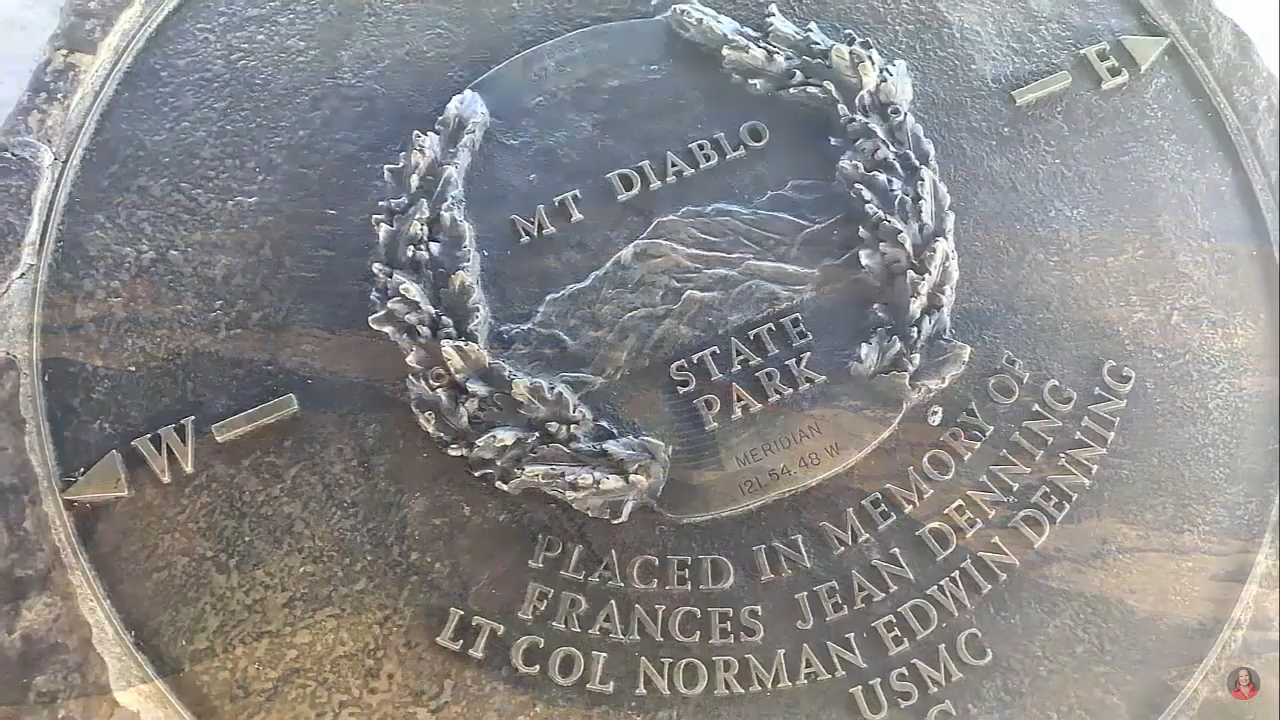 E
MT DIABLO
STATE
PARK
MERIDIAN
121.54.48 W
W
PLACED IN MEMORY OF
FRANCES JEAN DENNING
LT COL NORMAN EDWIN DENNING
USMC